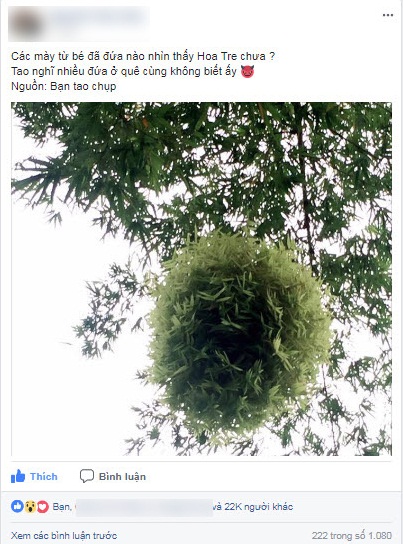 Các mày từ bé đã đứa nào nhìn thấy Hoa Tre chưa ?
Tao nghĩ nhiều đứa ở quê cũng không biết ấy 😈
Nguồn: Bạn tao chụp
Thích Bình luận
Bạn, và 22K người khác
Xem các bình luận trước 222 trong số 1.080